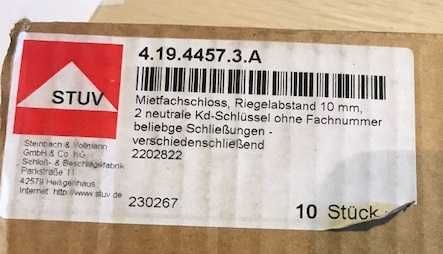 4.19.4457.3.A
STUV
Mietfachschloss, Riegelabstand 10 mm,
2 neutrale Kd-Schlüssel ohne Fachnummer
beliebge Schließungen -
verschiedenschließend
2202822
Steinbach & Vollmann
GmbH & Co. KG
Schloß- & Beschlägefabrik
Parkstraße 11
42579 Heiligenhaus
Internet: http://www.stuv.de
230267
10 Stück